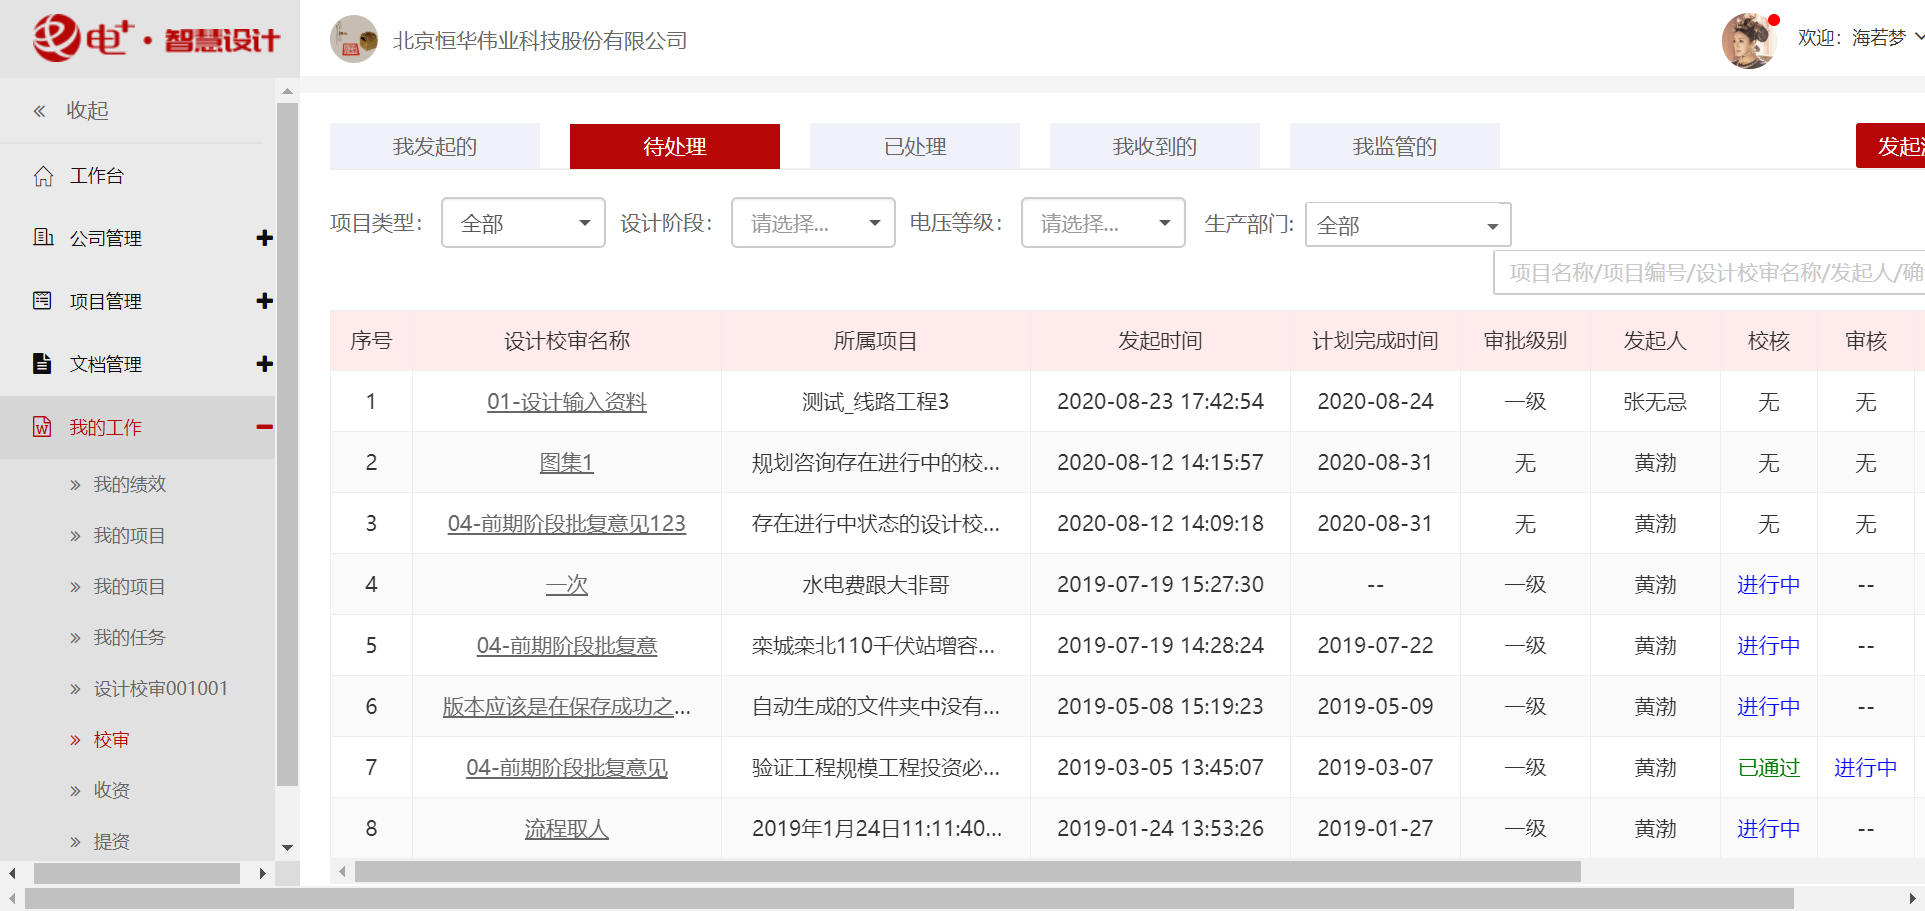 电+·智慧设计
北京恒华伟业科技股份有限公司
欢迎：海若梦
« 收起
工作台
公司管理
项目管理
文档管理
我的工作
» 我的绩效
» 我的项目
» 我的项目
» 我的任务
» 设计校审001001
» 校审
» 收资
» 提资
我发起的 待处理 已处理 我收到的 我监管的 发起
项目类型： 全部 设计阶段： 请选择... 电压等级： 请选择... 生产部门: 全部
项目名称/项目编号/设计校审名称/发起人/确
序号 设计校审名称 所属项目 发起时间 计划完成时间 审批级别 发起人 校核 审核
1 01-设计输入资料 测试_线路工程3 2020-08-23 17:42:54 2020-08-24 一级 张无忌 无 无
2 图集1 规划咨询存在进行中的校... 2020-08-12 14:15:57 2020-08-31 无 黄渤 无 无
3 04-前期阶段批复意见123 存在进行中状态的设计校... 2020-08-12 14:09:18 2020-08-31 无 黄渤 无 无
4 一次 水电费跟大非哥 2019-07-19 15:27:30 -- 一级 黄渤 进行中 --
5 04-前期阶段批复意 栾城栾北110千伏站增容... 2019-07-19 14:28:24 2019-07-22 一级 黄渤 进行中 --
6 版本应该是在保存成功之... 自动生成的文件夹中没有... 2019-05-08 15:19:23 2019-05-09 一级 黄渤 进行中 --
7 04-前期阶段批复意见 验证工程规模工程投资必... 2019-03-05 13:45:07 2019-03-07 一级 黄渤 已通过 进行中
8 流程取人 2019年1月24日11:11:40... 2019-01-24 13:53:26 2019-01-27 一级 黄渤 进行中 --